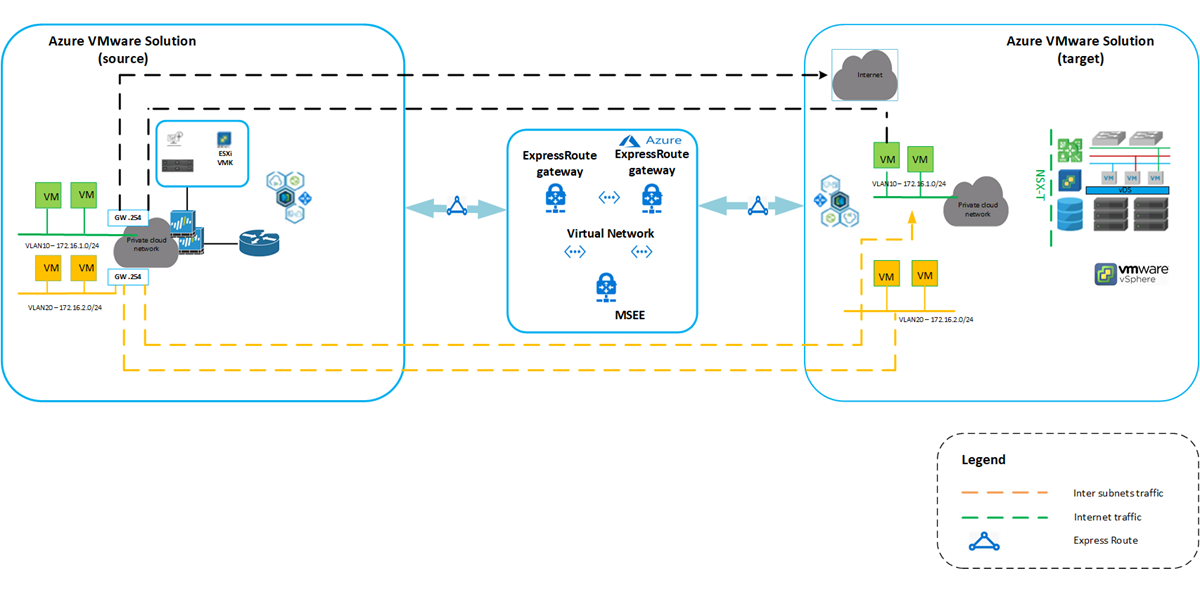 Azure VMware Solution
(source)
Azure VMware Solution
(target)
Internet
ESXi
VMK
Azure
ExpressRoute
gateway
ExpressRoute
gateway
VM
VM
VM
VM
VLAN10 – 172.16.1.0/24
NSX-T
VM
VM
VM
VDS
VM
VM
GW .254
Private cloud
network
VLAN10 – 172.16.1.0/24
Private cloud
network
Virtual Network
VM
VM
GW .254
VLAN20 – 172.16.2.0/24
MSEE
VM
VM
VLAN20 – 172.16.2.0/24
vmware
vSphere
Legend
Inter subnets traffic
Internet traffic
Express Route